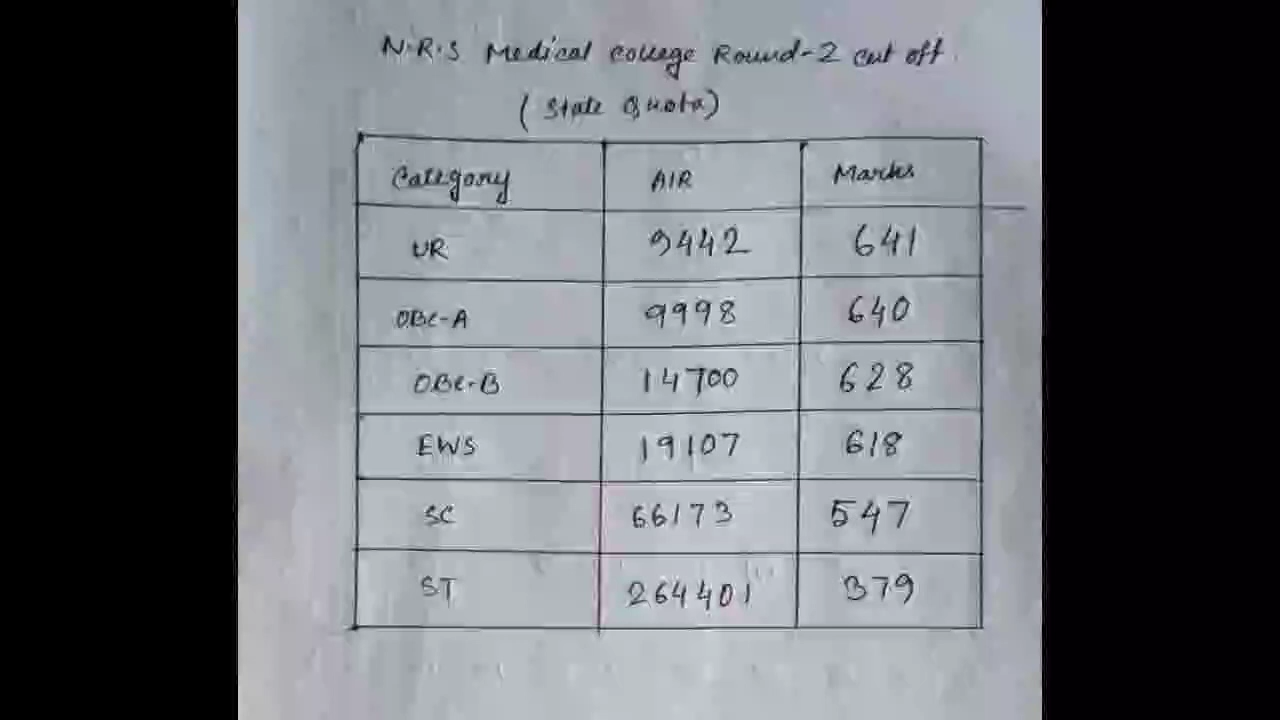 N.R.S Medical College Round-2 cut off.
(State Quota)
Category AIR Marks
UR 9442 641
OBC-A 9998 640
OBC-B 14700 628
EWS 19107 618
SC 66173 547
ST 264401 379